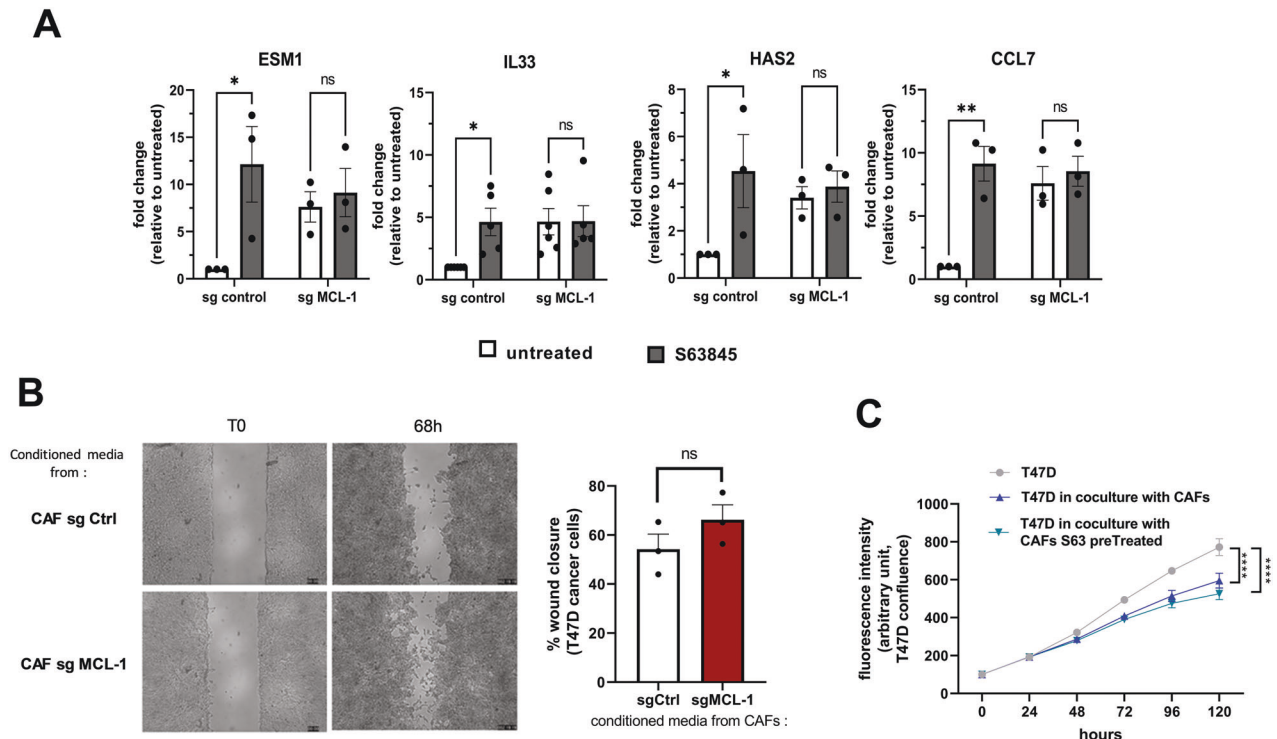 A
ESM1
fold change
(relative to untreated)
20
15
10
5
0
*
ns
sg control
sg MCL-1
IL33
fold change
(relative to untreated)
15
10
5
0
*
ns
sg control
sg MCL-1
HAS2
fold change
(relative to untreated)
8
6
4
2
0
*
ns
sg control
sg MCL-1
CCL7
fold change
(relative to untreated)
15
10
5
0
**
ns
sg control
sg MCL-1
untreated
S63845
B
T0
68h
Conditioned media
from :
CAF sg Ctrl
CAF sg MCL-1
% wound closure
(T47D cancer cells)
80
60
40
20
0
ns
sgCtrl
sgMCL-1
conditioned media from CAFs :
C
T47D
T47D in coculture with CAFs
T47D in coculture with
CAFs S63 preTreated
fluorescence intensity
(arbitrary unit,
T47D confluence)
1000
800
600
400
200
0
****
****
0
24
48
72
96
120
hours